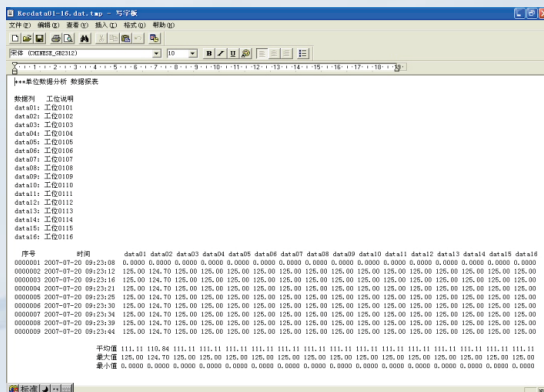 Recdata01-16.dat.tmp - 写字板
文件(F) 编辑(E) 查看(V) 插入(I) 格式(O) 帮助(H)
宋体 (CHINESE_GB2312) 10 B I U
1 2 3 4 5 6 7 8 9 10 11 12 13 14 15 16 17 18
***单位数据分析 数据报表
数据列 工位说明
data01: 工位0101
data02: 工位0102
data03: 工位0103
data04: 工位0104
data05: 工位0105
data06: 工位0106
data07: 工位0107
data08: 工位0108
data09: 工位0109
data10: 工位0110
data11: 工位0111
data12: 工位0112
data13: 工位0113
data14: 工位0114
data15: 工位0115
data16: 工位0116
序号 时间 data01 data02 data03 data04 data05 data06 data07 data08 data09 data10 data11 data12 data13 data14 data15 data16
0000001 2007-07-20 09:23:08 0.0000 0.0000 0.0000 0.0000 0.0000 0.0000 0.0000 0.0000 0.0000 0.0000 0.0000 0.0000 0.0000 0.0000 0.0000 0.0000
0000002 2007-07-20 09:23:12 125.00 124.70 125.00 125.00 125.00 125.00 125.00 125.00 125.00 125.00 125.00 125.00 125.00 125.00 125.00 125.00
0000003 2007-07-20 09:23:16 125.00 124.70 125.00 125.00 125.00 125.00 125.00 125.00 125.00 125.00 125.00 125.00 125.00 125.00 125.00 125.00
0000004 2007-07-20 09:23:21 125.00 124.70 125.00 125.00 125.00 125.00 125.00 125.00 125.00 125.00 125.00 125.00 125.00 125.00 125.00 125.00
0000005 2007-07-20 09:23:25 125.00 124.70 125.00 125.00 125.00 125.00 125.00 125.00 125.00 125.00 125.00 125.00 125.00 125.00 125.00 125.00
0000006 2007-07-20 09:23:30 125.00 124.70 125.00 125.00 125.00 125.00 125.00 125.00 125.00 125.00 125.00 125.00 125.00 125.00 125.00 125.00
0000007 2007-07-20 09:23:34 125.00 124.70 125.00 125.00 125.00 125.00 125.00 125.00 125.00 125.00 125.00 125.00 125.00 125.00 125.00 125.00
0000008 2007-07-20 09:23:39 125.00 124.70 125.00 125.00 125.00 125.00 125.00 125.00 125.00 125.00 125.00 125.00 125.00 125.00 125.00 125.00
0000009 2007-07-20 09:23:44 125.00 124.70 125.00 125.00 125.00 125.00 125.00 125.00 125.00 125.00 125.00 125.00 125.00 125.00 125.00 125.00
平均值 111.11 110.84 111.11 111.11 111.11 111.11 111.11 111.11 111.11 111.11 111.11 111.11 111.11 111.11 111.11 111.11
最大值 125.00 124.70 125.00 125.00 125.00 125.00 125.00 125.00 125.00 125.00 125.00 125.00 125.00 125.00 125.00 125.00
最小值 0.0000 0.0000 0.0000 0.0000 0.0000 0.0000 0.0000 0.0000 0.0000 0.0000 0.0000 0.0000 0.0000 0.0000 0.0000 0.0000
标准